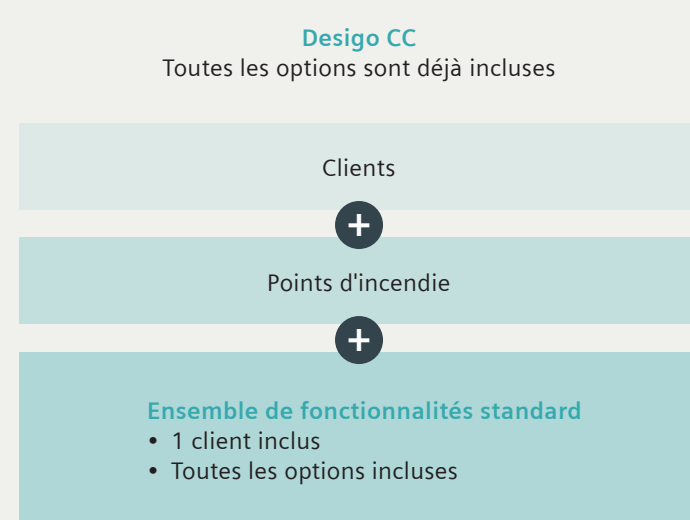 Desigo CC
Toutes les options sont déjà incluses
Clients
+
Points d'incendie
+
Ensemble de fonctionnalités standard
• 1 client inclus
• Toutes les options incluses